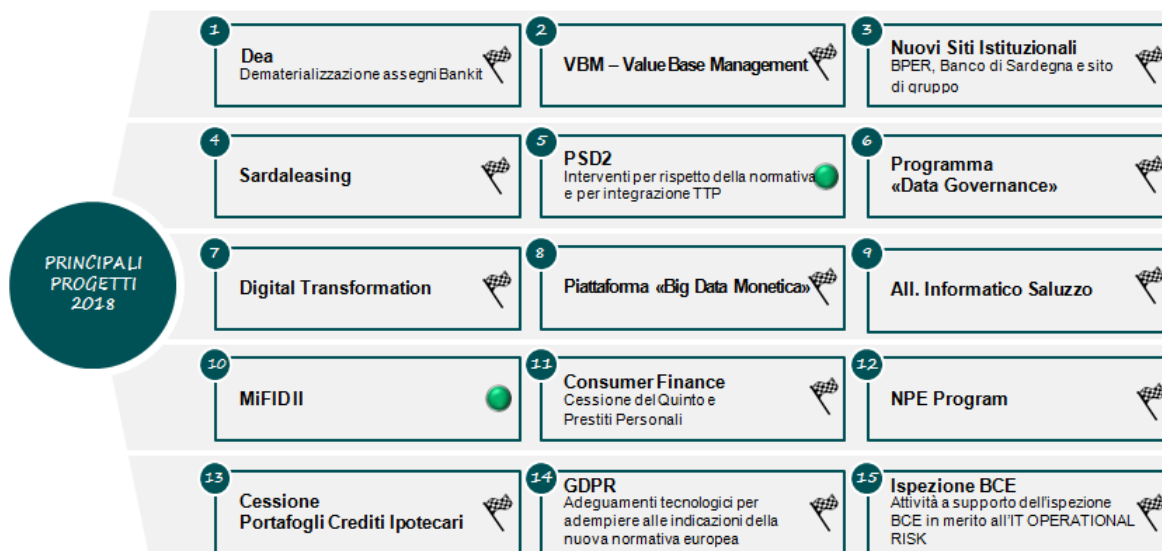 PRINCIPALI
PROGETTI
2018
1
Dea
Dematerializzazione assegni Bankit
2
VBM – Value Base Management
3
Nuovi Siti Istituzionali
BPER, Banco di Sardegna e sito
di gruppo
4
Sardaleasing
5
PSD2
Interventi per rispetto della normativa
e per integrazione TTP
6
Programma
«Data Governance»
7
Digital Transformation
8
Piattaforma «Big Data Monetica»
9
All. Informatico Saluzzo
10
MiFID II
11
Consumer Finance
Cessione del Quinto e
Prestiti Personali
12
NPE Program
13
Cessione
Portafogli Crediti Ipotecari
14
GDPR
Adeguamenti tecnologici per
adempiere alle indicazioni della
nuova normativa europea
15
Ispezione BCE
Attività a supporto dell'ispezione
BCE in merito all'IT OPERATIONAL
RISK